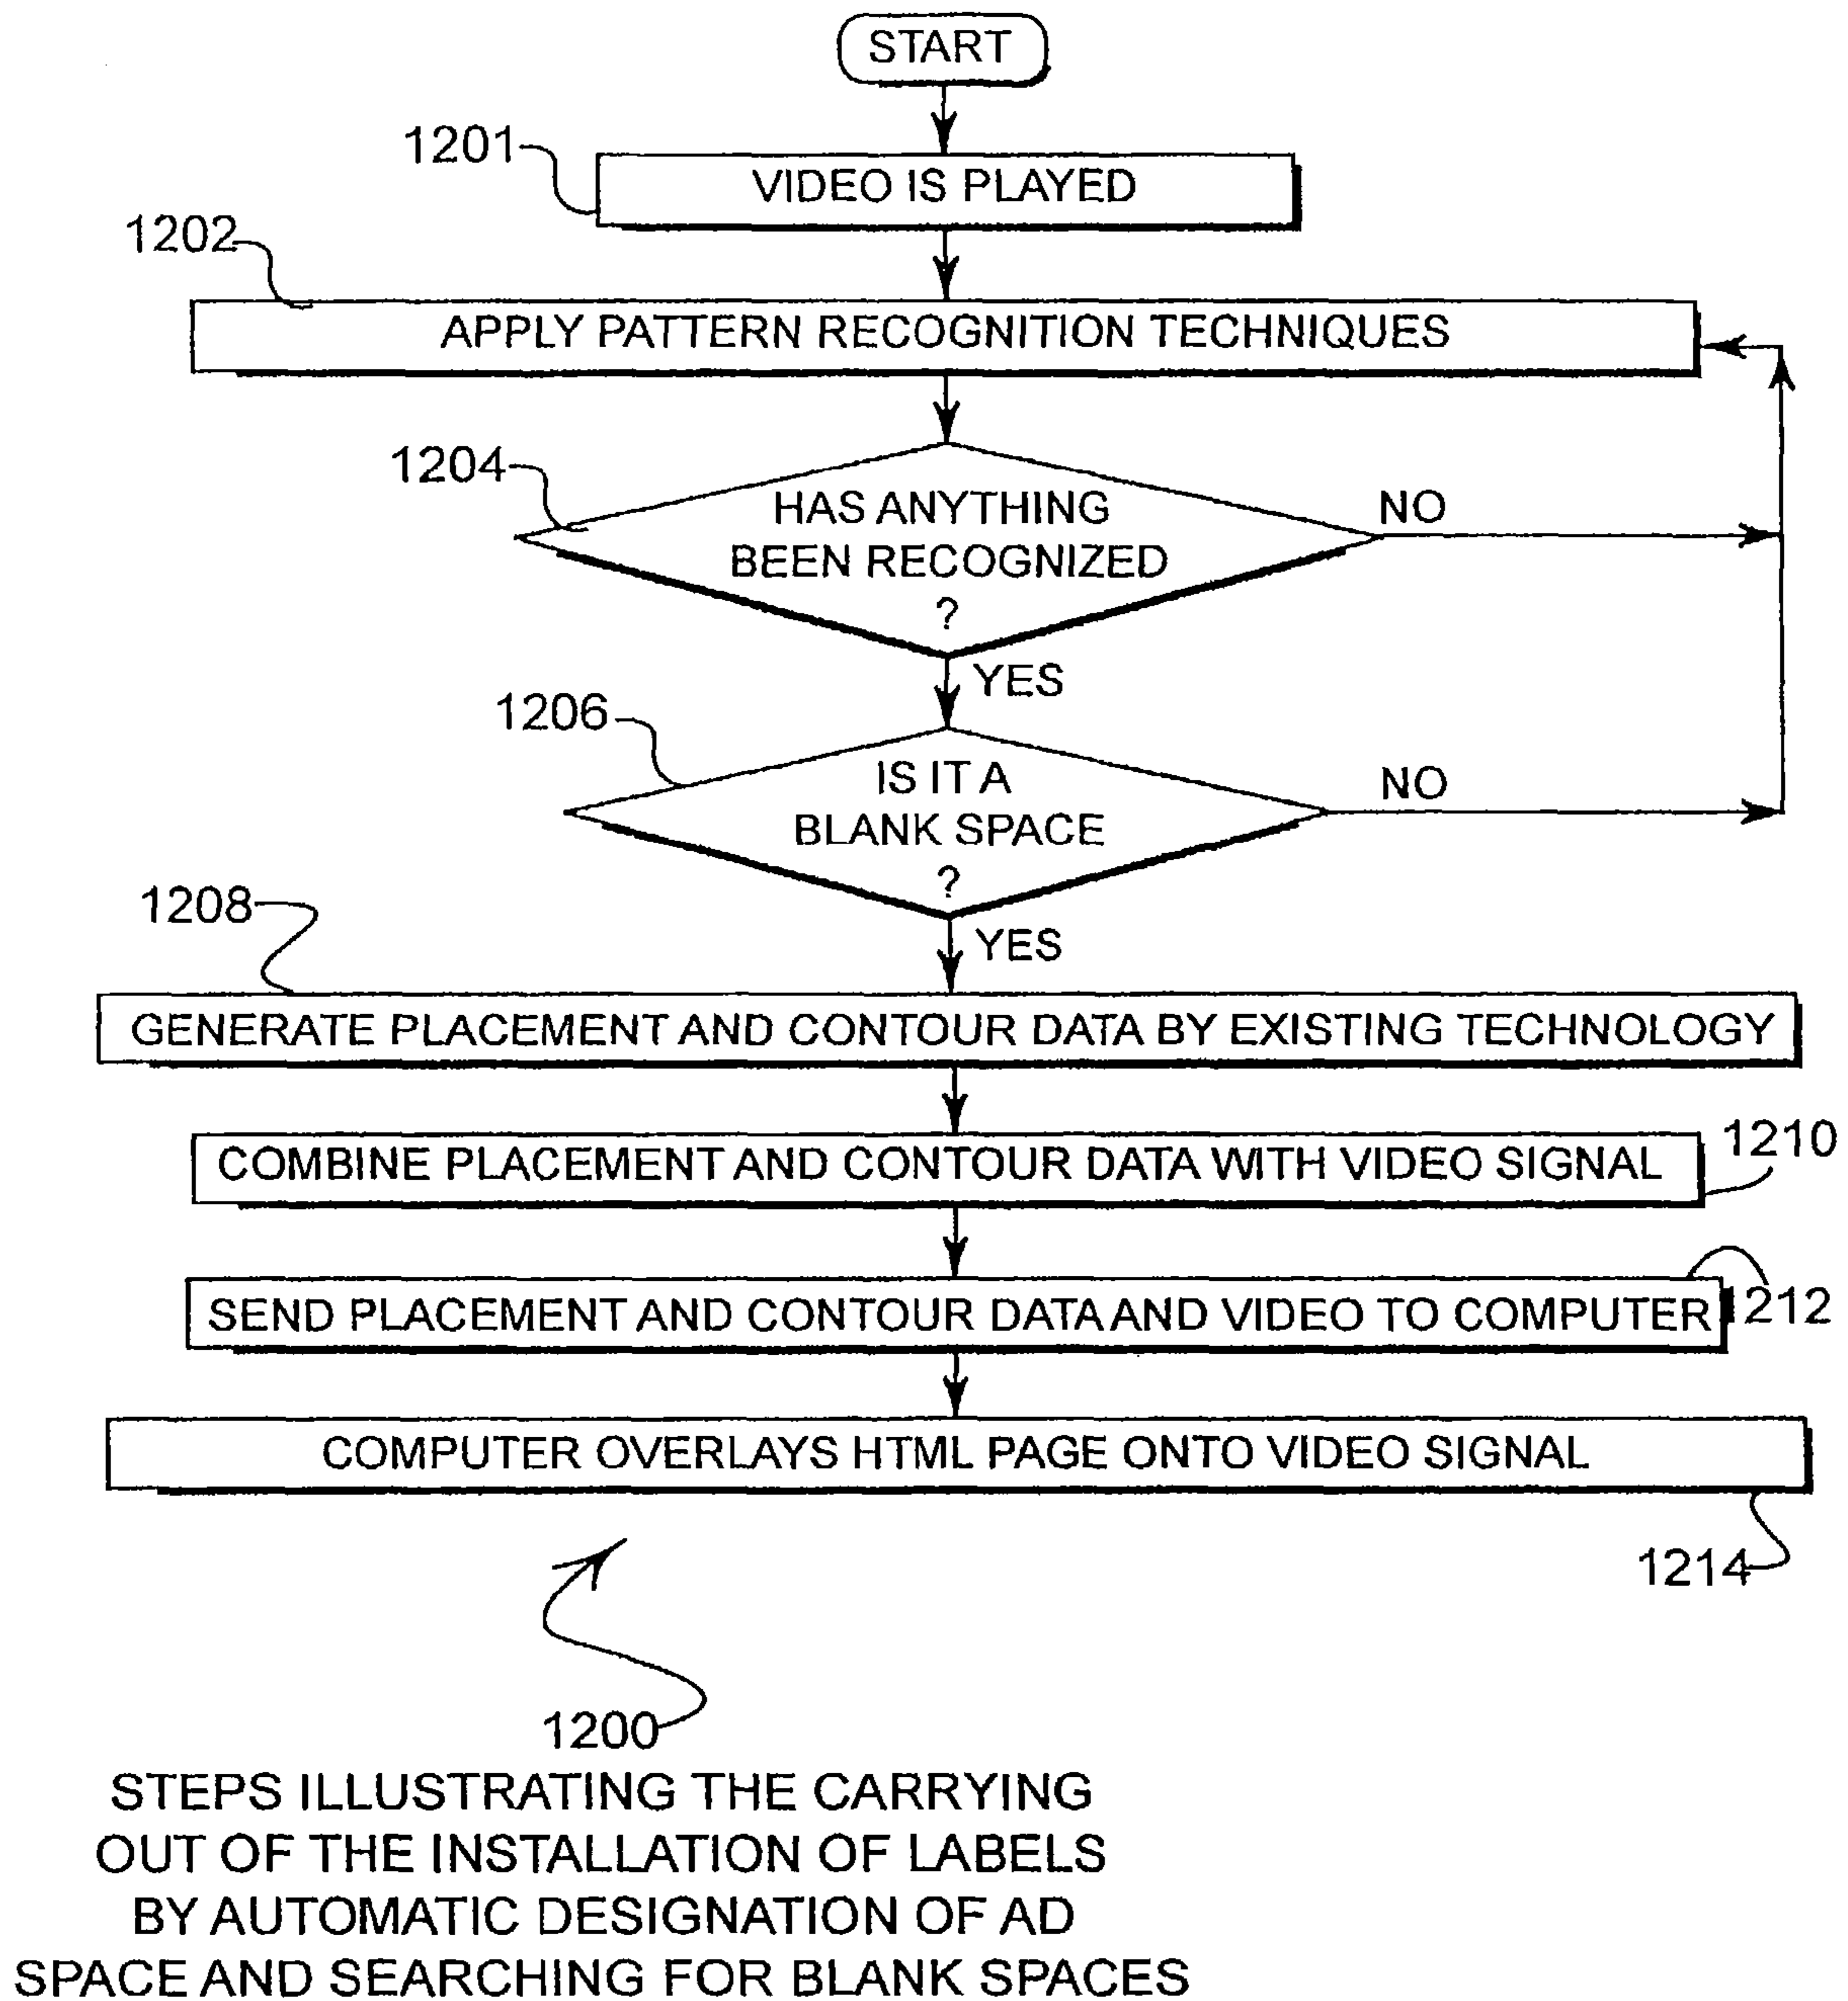 START
1201
VIDEO IS PLAYED
1202
APPLY PATTERN RECOGNITION TECHNIQUES
1204
HAS ANYTHING
BEEN RECOGNIZED
?
NO
YES
1206
IS IT A
BLANK SPACE
?
NO
YES
1208
GENERATE PLACEMENT AND CONTOUR DATA BY EXISTING TECHNOLOGY
COMBINE PLACEMENT AND CONTOUR DATA WITH VIDEO SIGNAL
1210
SEND PLACEMENT AND CONTOUR DATA AND VIDEO TO COMPUTER
1212
COMPUTER OVERLAYS HTML PAGE ONTO VIDEO SIGNAL
1214
1200
STEPS ILLUSTRATING THE CARRYING
OUT OF THE INSTALLATION OF LABELS
BY AUTOMATIC DESIGNATION OF AD
SPACE AND SEARCHING FOR BLANK SPACES